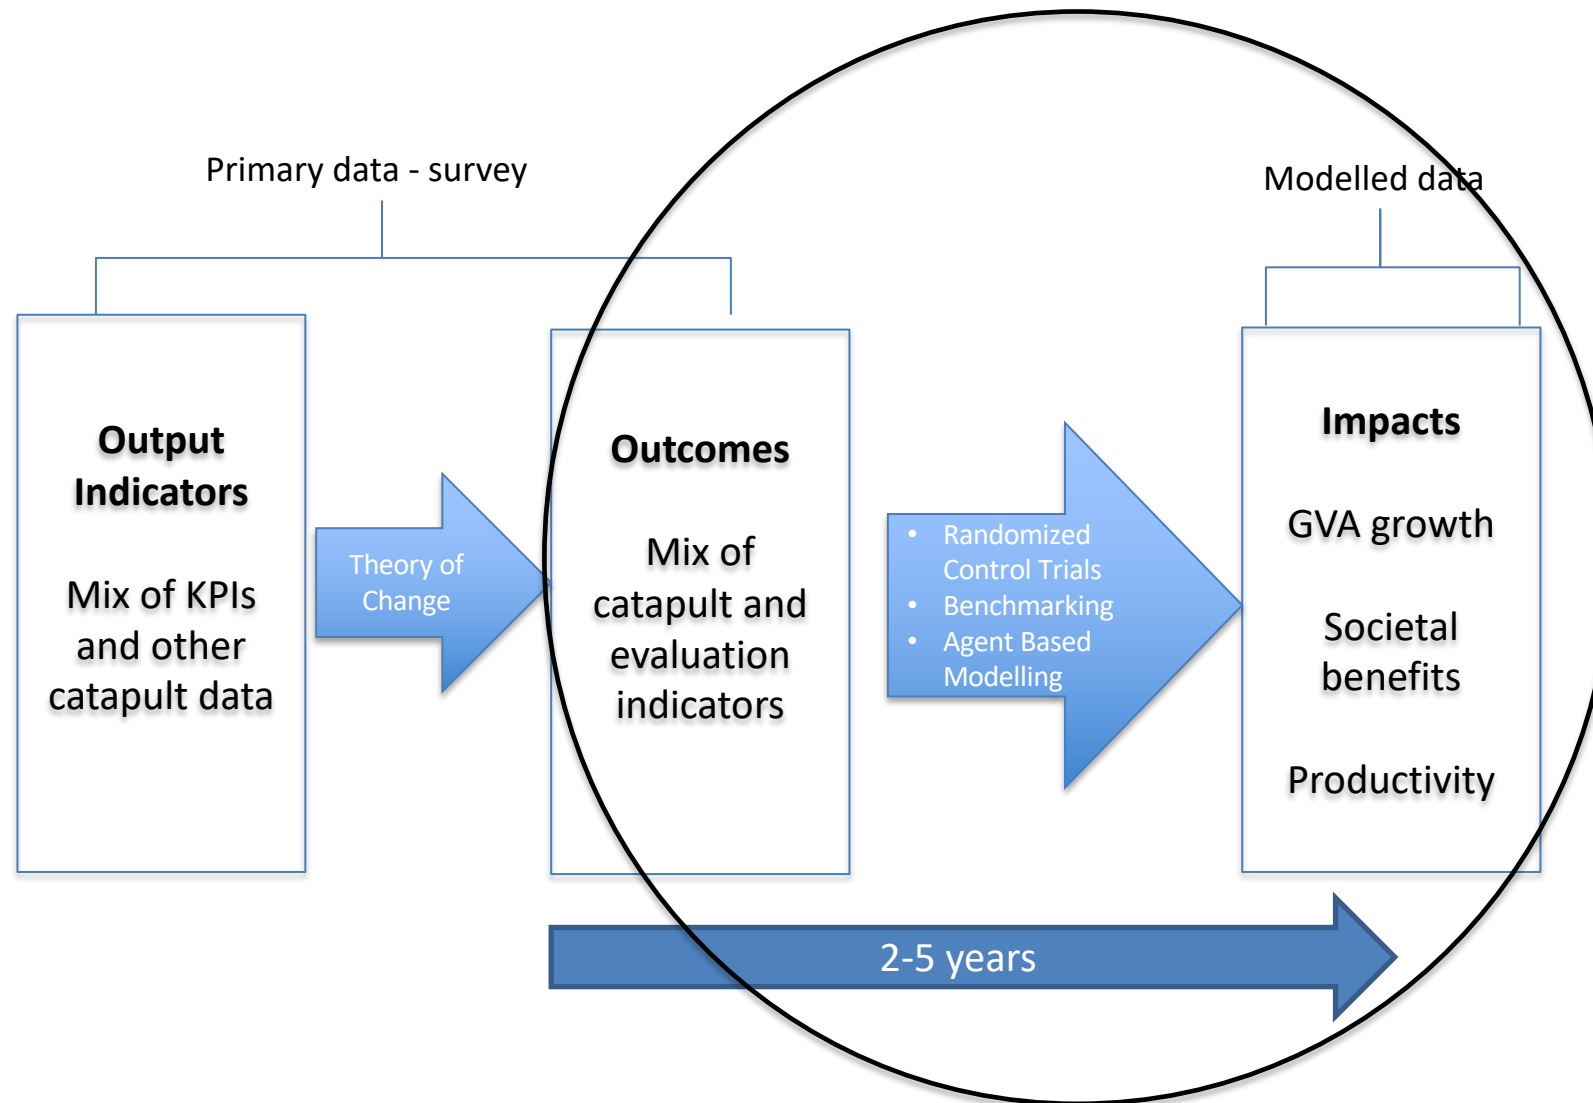 Primary data - survey
Modelled data
Output
Indicators
Mix of KPIs
and other
catapult data
Theory of
Change
Outcomes
Mix of
catapult and
evaluation
indicators
• Randomized
Control Trials
• Benchmarking
• Agent Based
Modelling
Impacts
GVA growth
Societal
benefits
Productivity
2-5 years